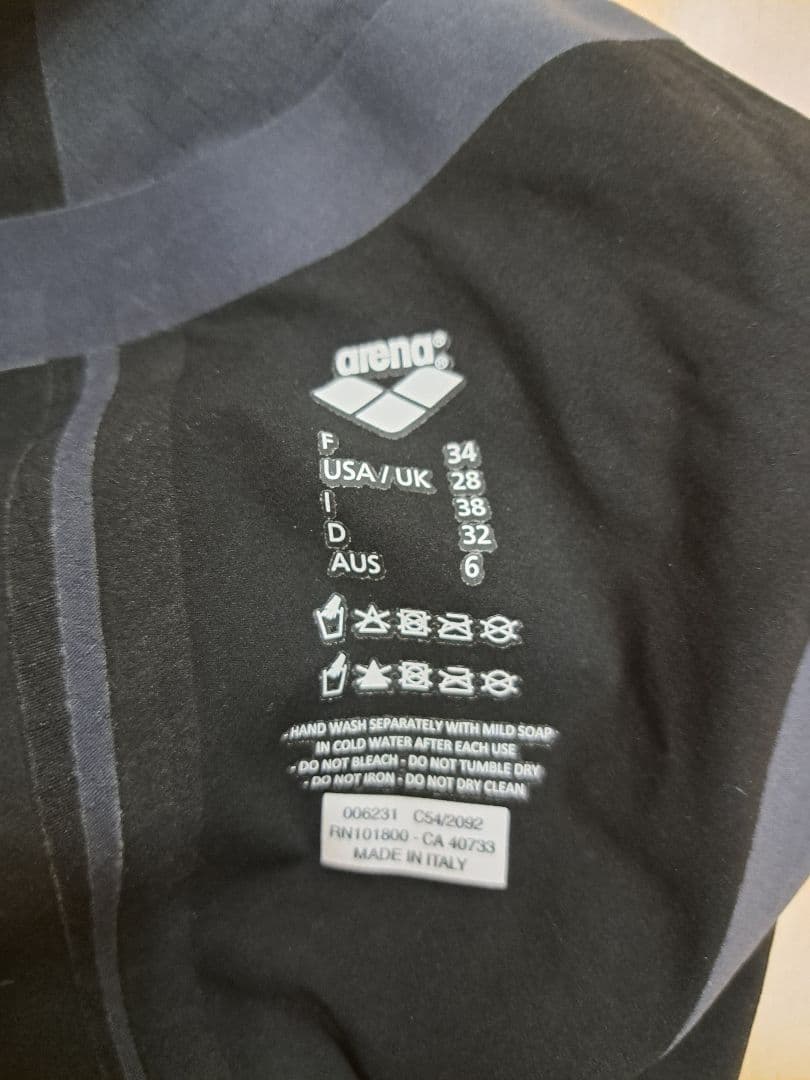 arena®
®
F 34
USA / UK 28
I 38
D 32
AUS 6
- HAND WASH SEPARATELY WITH MILD SOAP
IN COLD WATER AFTER EACH USE
- DO NOT BLEACH - DO NOT TUMBLE DRY
- DO NOT IRON - DO NOT DRY CLEAN
006231 C54/2092
RN101800 - CA 40733
MADE IN ITALY